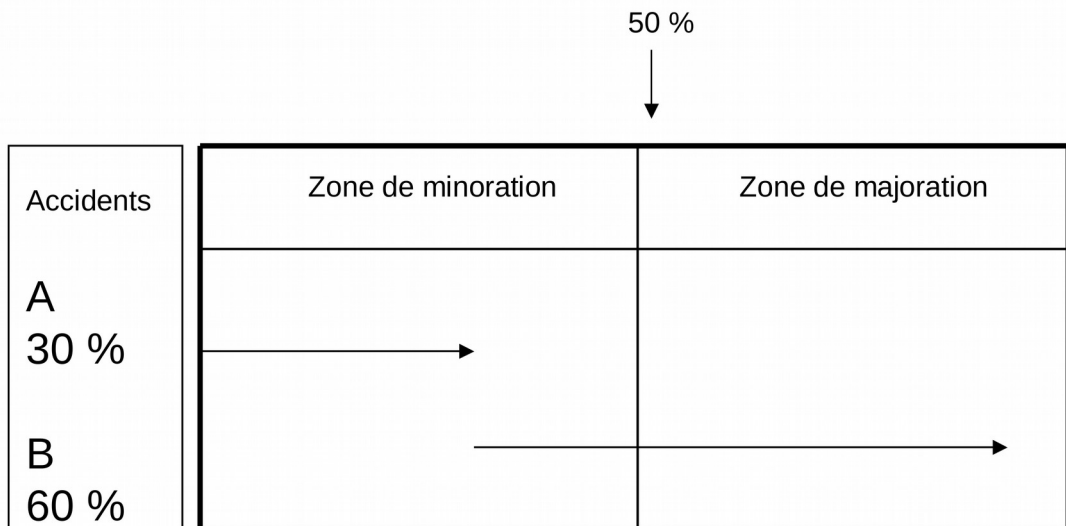 50 %
Accidents
Zone de minoration
Zone de majoration
A
30 %
B
60 %